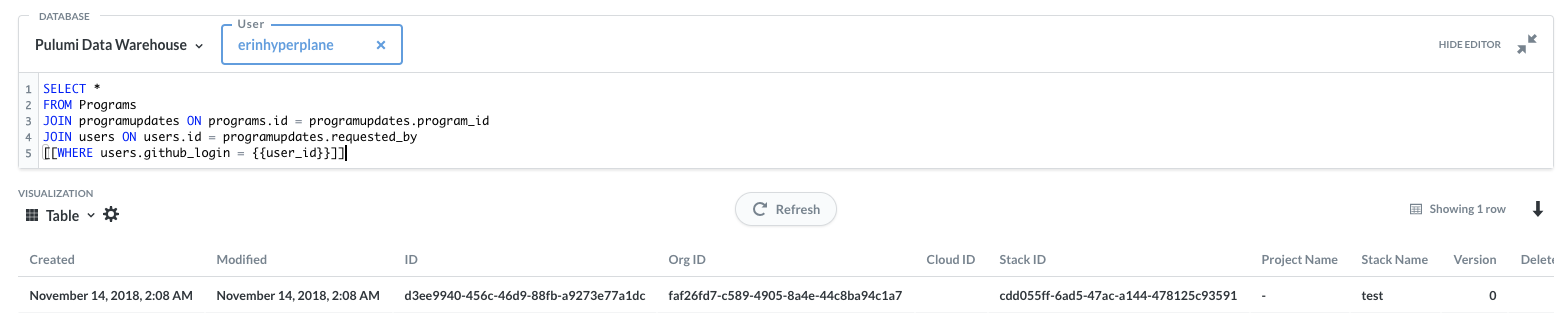 DATABASE
User
Pulumi Data Warehouse
erinhyperplane
HIDE EDITOR
1 SELECT *
2 FROM Programs
3 JOIN programupdates ON programs.id = programupdates.program_id
4 JOIN users ON users.id = programupdates.requested_by
5 [[WHERE users.github_login = {{user_id}}]]
VISUALIZATION
Table
Refresh
Showing 1 row
Created Modified ID Org ID Cloud ID Stack ID Project Name Stack Name Version Delete
November 14, 2018, 2:08 AM November 14, 2018, 2:08 AM d3ee9940-456c-46d9-88fb-a9273e77a1dc faf26fd7-c589-4905-8a4e-44c8ba94c1a7 cdd055ff-6ad5-47ac-a144-478125c93591 - test 0